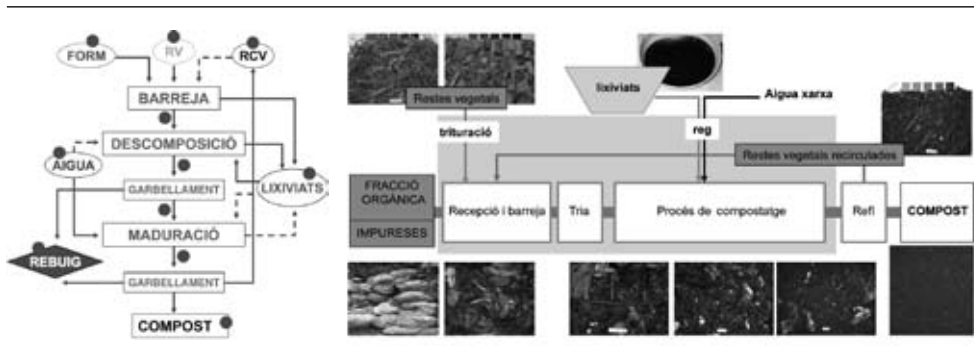 FORM
RV
RCV
BARREJA
DESCOMPOSICIÓ
AIGUA
GARBELLAMENT
LIXIVIATS
MADURACIÓ
REBUIG
GARBELLAMENT
COMPOST
Restes vegetals
lixiviats
Aigua xarxa
trituració
reg
Restes vegetals recirculades
FRACCIÓ
ORGÀNICA
IMPURESES
Recepció i barreja
Tria
Procés de compostatge
Refí
COMPOST